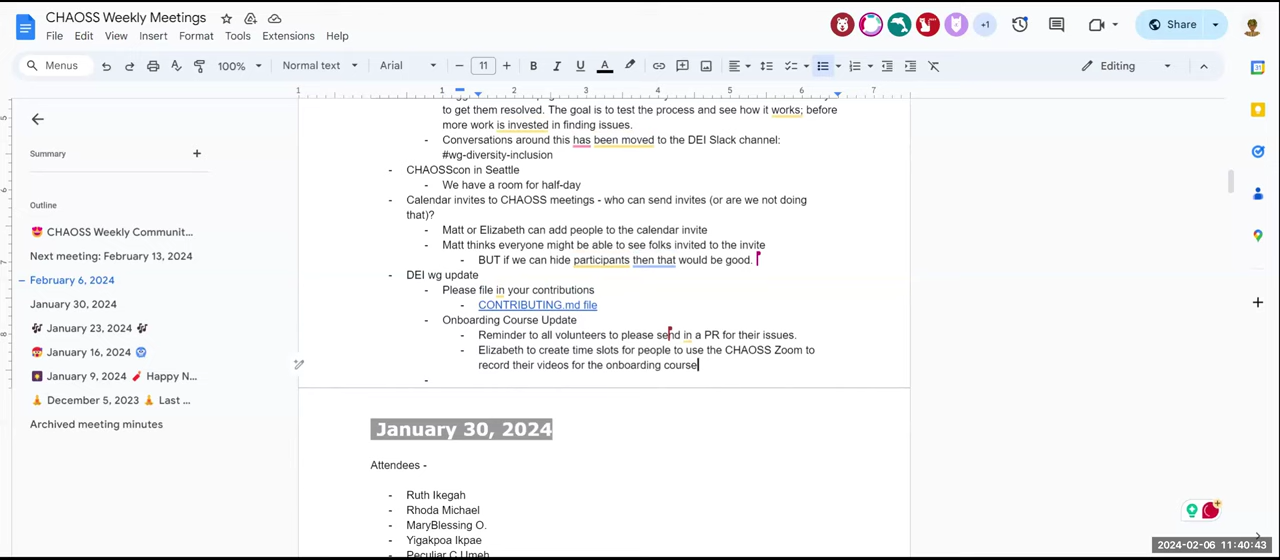 CHAOSS Weekly Meetings
File Edit View Insert Format Tools Extensions Help
+1
Share
Menus
100%
Normal text
Arial
11
B I U A
Editing
1 1 2 3 4 5 6 7
to get them resolved. The goal is to test the process and see how it works; before
more work is invested in finding issues.
- Conversations around this has been moved to the DEI Slack channel:
#wg-diversity-inclusion
- CHAOSScon in Seattle
- We have a room for half-day
- Calendar invites to CHAOSS meetings - who can send invites (or are we not doing
that)?
- Matt or Elizabeth can add people to the calendar invite
- Matt thinks everyone might be able to see folks invited to the invite
- BUT if we can hide participants then that would be good.
- DEI wg update
- Please file in your contributions
- CONTRIBUTING.md file
- Onboarding Course Update
- Reminder to all volunteers to please send in a PR for their issues.
- Elizabeth to create time slots for people to use the CHAOSS Zoom to
record their videos for the onboarding course
-
January 30, 2024
Attendees -
- Ruth Ikegah
- Rhoda Michael
- MaryBlessing O.
- Yigakpoa Ikpae
- Peculiar C Umeh
Summary
Outline
😍 CHAOSS Weekly Communit...
Next meeting: February 13, 2024
February 6, 2024
January 30, 2024
🎶 January 23, 2024 🎶
January 16, 2024
January 9, 2024 🧨 Happy N...
December 5, 2023 Last ...
Archived meeting minutes
2024-02-06 11:40:43